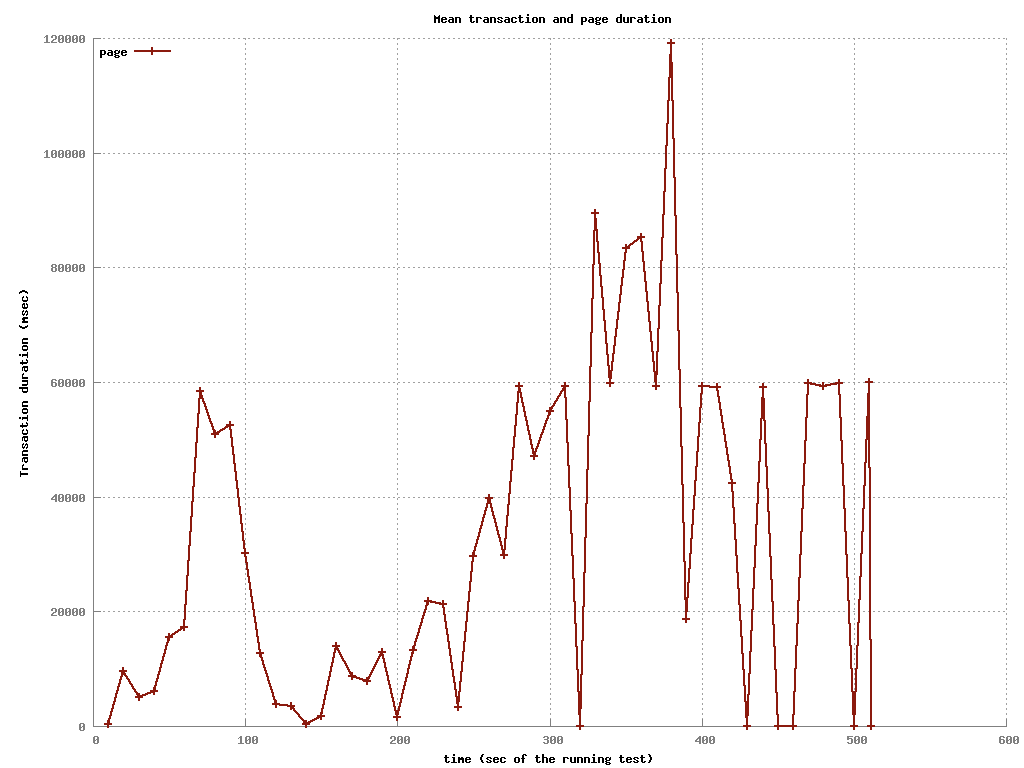 Mean transaction and page duration
120000
page
100000
80000
60000
40000
20000
0
Transaction duration (msec)
0 100 200 300 400 500 600
time (sec of the running test)